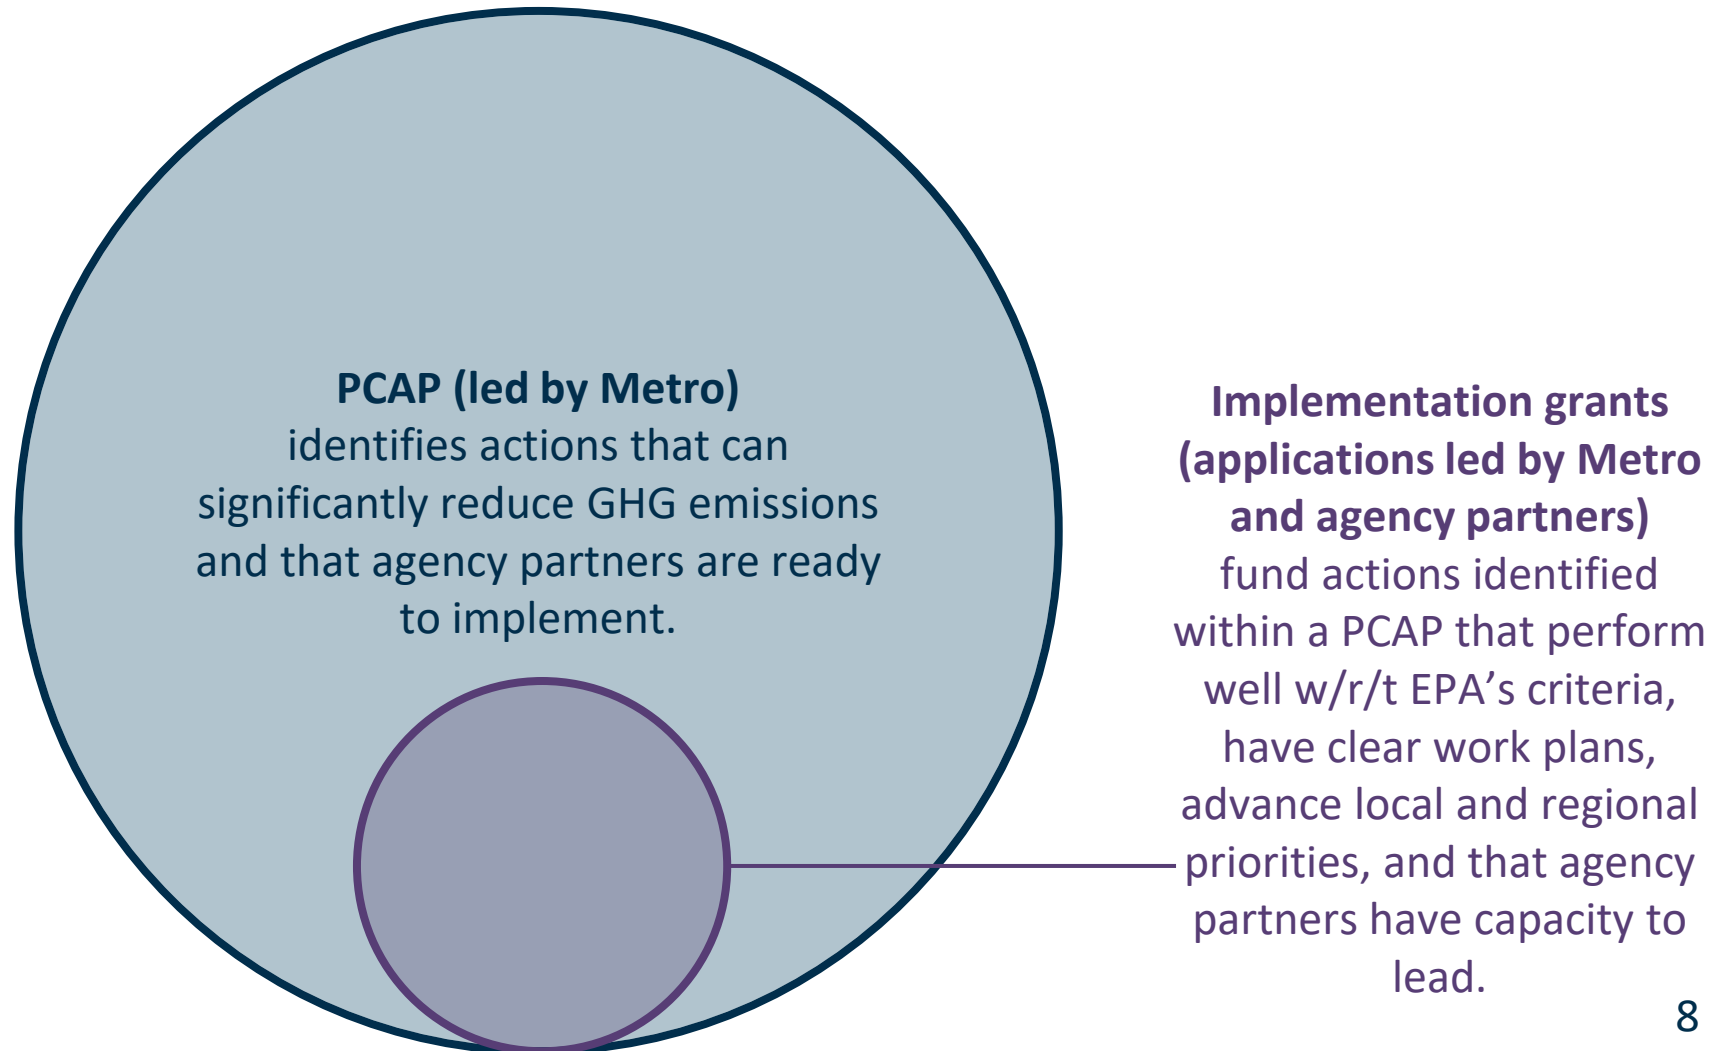 PCAP (led by Metro)
identifies actions that can
significantly reduce GHG emissions
and that agency partners are ready
to implement.
Implementation grants
(applications led by Metro
and agency partners)
fund actions identified
within a PCAP that perform
well w/r/t EPA’s criteria,
have clear work plans,
advance local and regional
priorities, and that agency
partners have capacity to
lead.
8